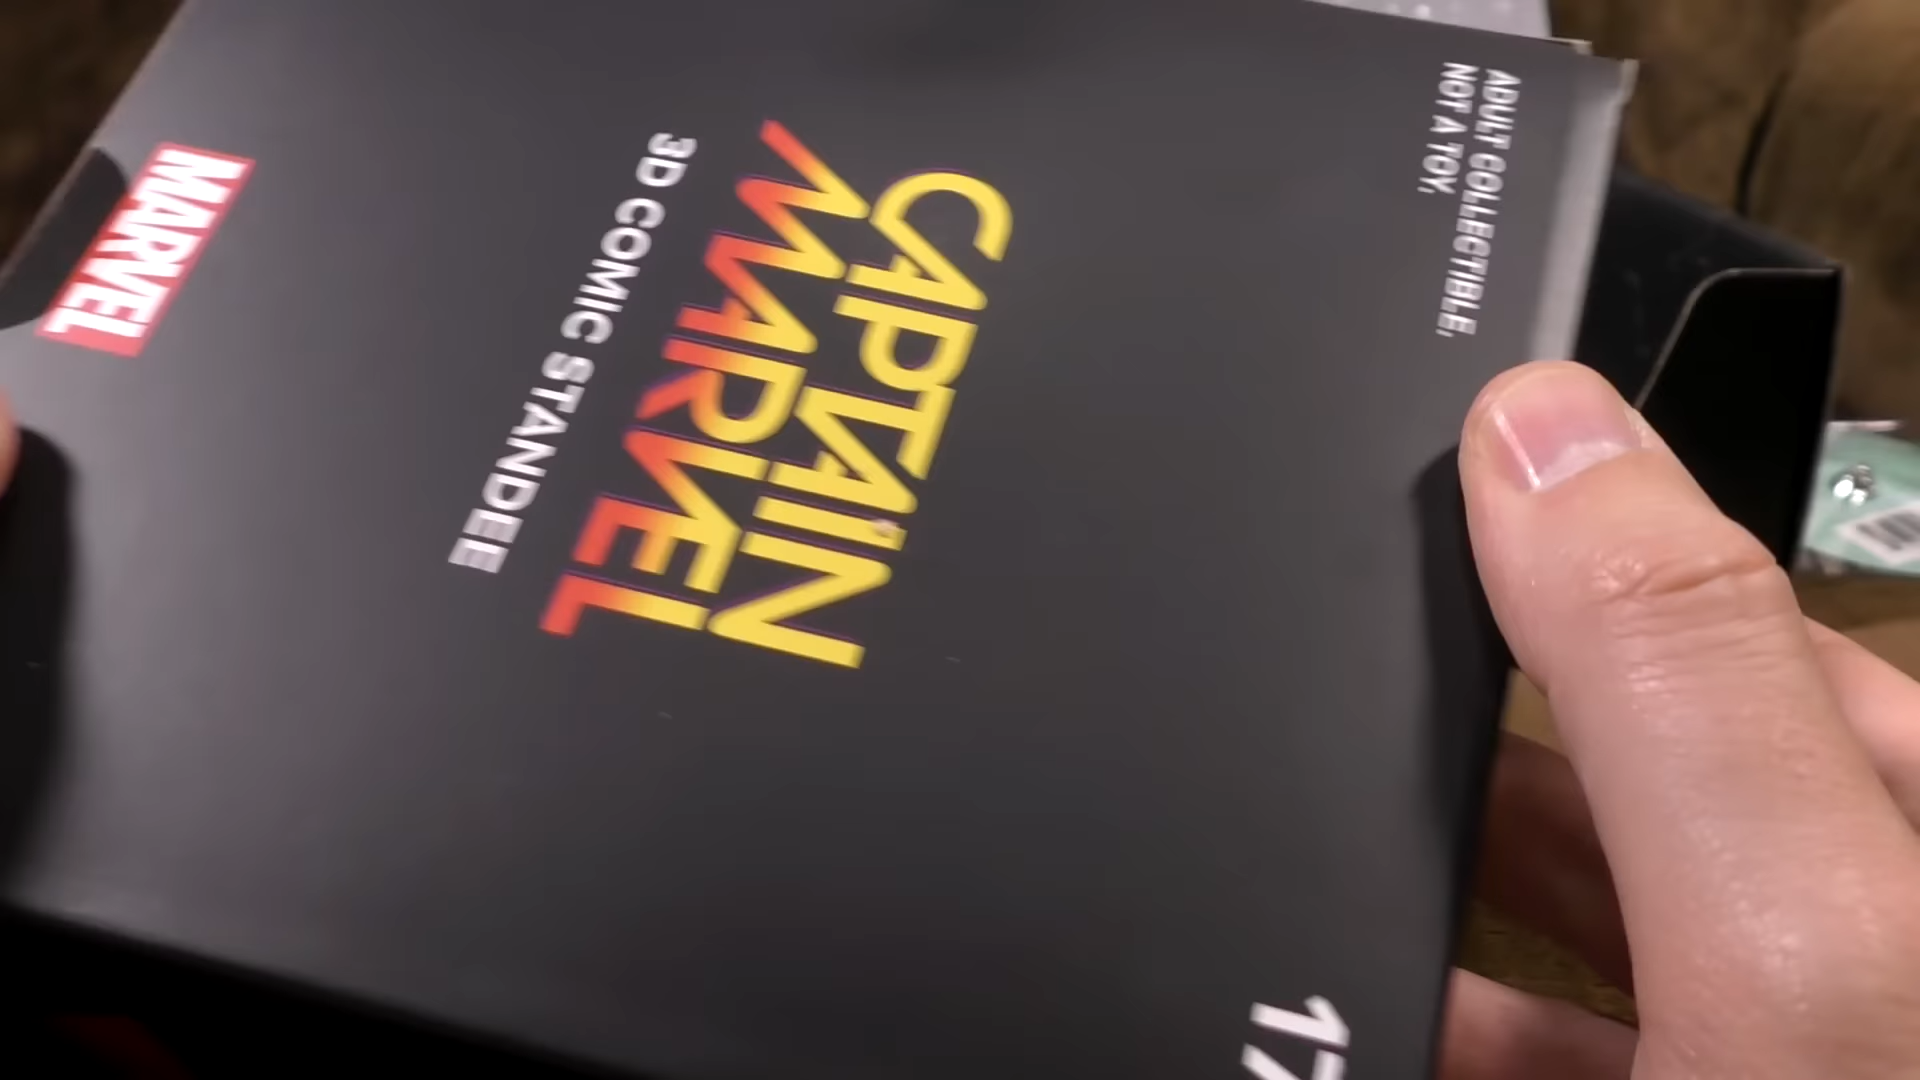 ADULT COLLECTIBLE,
NOT A TOY,
CAPTAIN
MARVEL
3D COMIC STANDEE
MARVEL